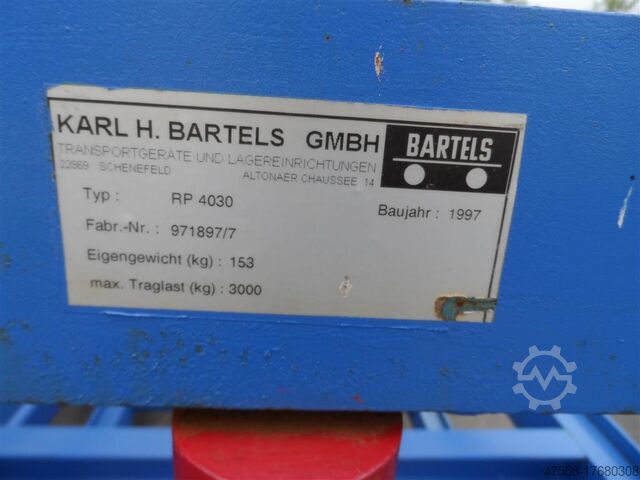 KARL H. BARTELS GMBH
BARTELS
TRANSPORTGERÄTE UND LAGEREINRICHTUNGEN
22869 SCHENEFELD ALTONAER CHAUSSEE 14
Typ : RP 4030
Baujahr : 1997
Fabr.-Nr. : 971897/7
Eigengewicht (kg) : 153
max. Traglast (kg) : 3000
47558-17680308